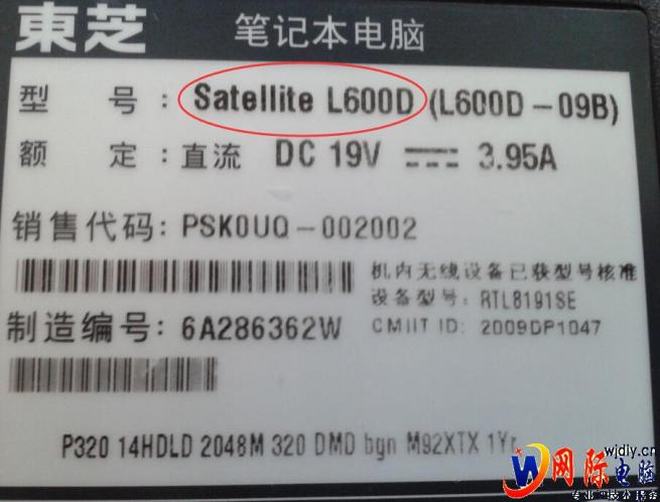 東芝 笔记本电脑
型 号 : Satellite L600D (L600D-09B)
额 定 : 直流 DC 19V 3.95A
销售代码: PSK0UQ-002002
机内无线设备已获型号核准
设备型号: RTL8191SE
CMIIT ID: 2009DP1047
制造编号: 6A286362W
P320 14HDLD 2048M 320 DMD bgn M92XTX 1Yr
wjdiy.cn
网际电脑